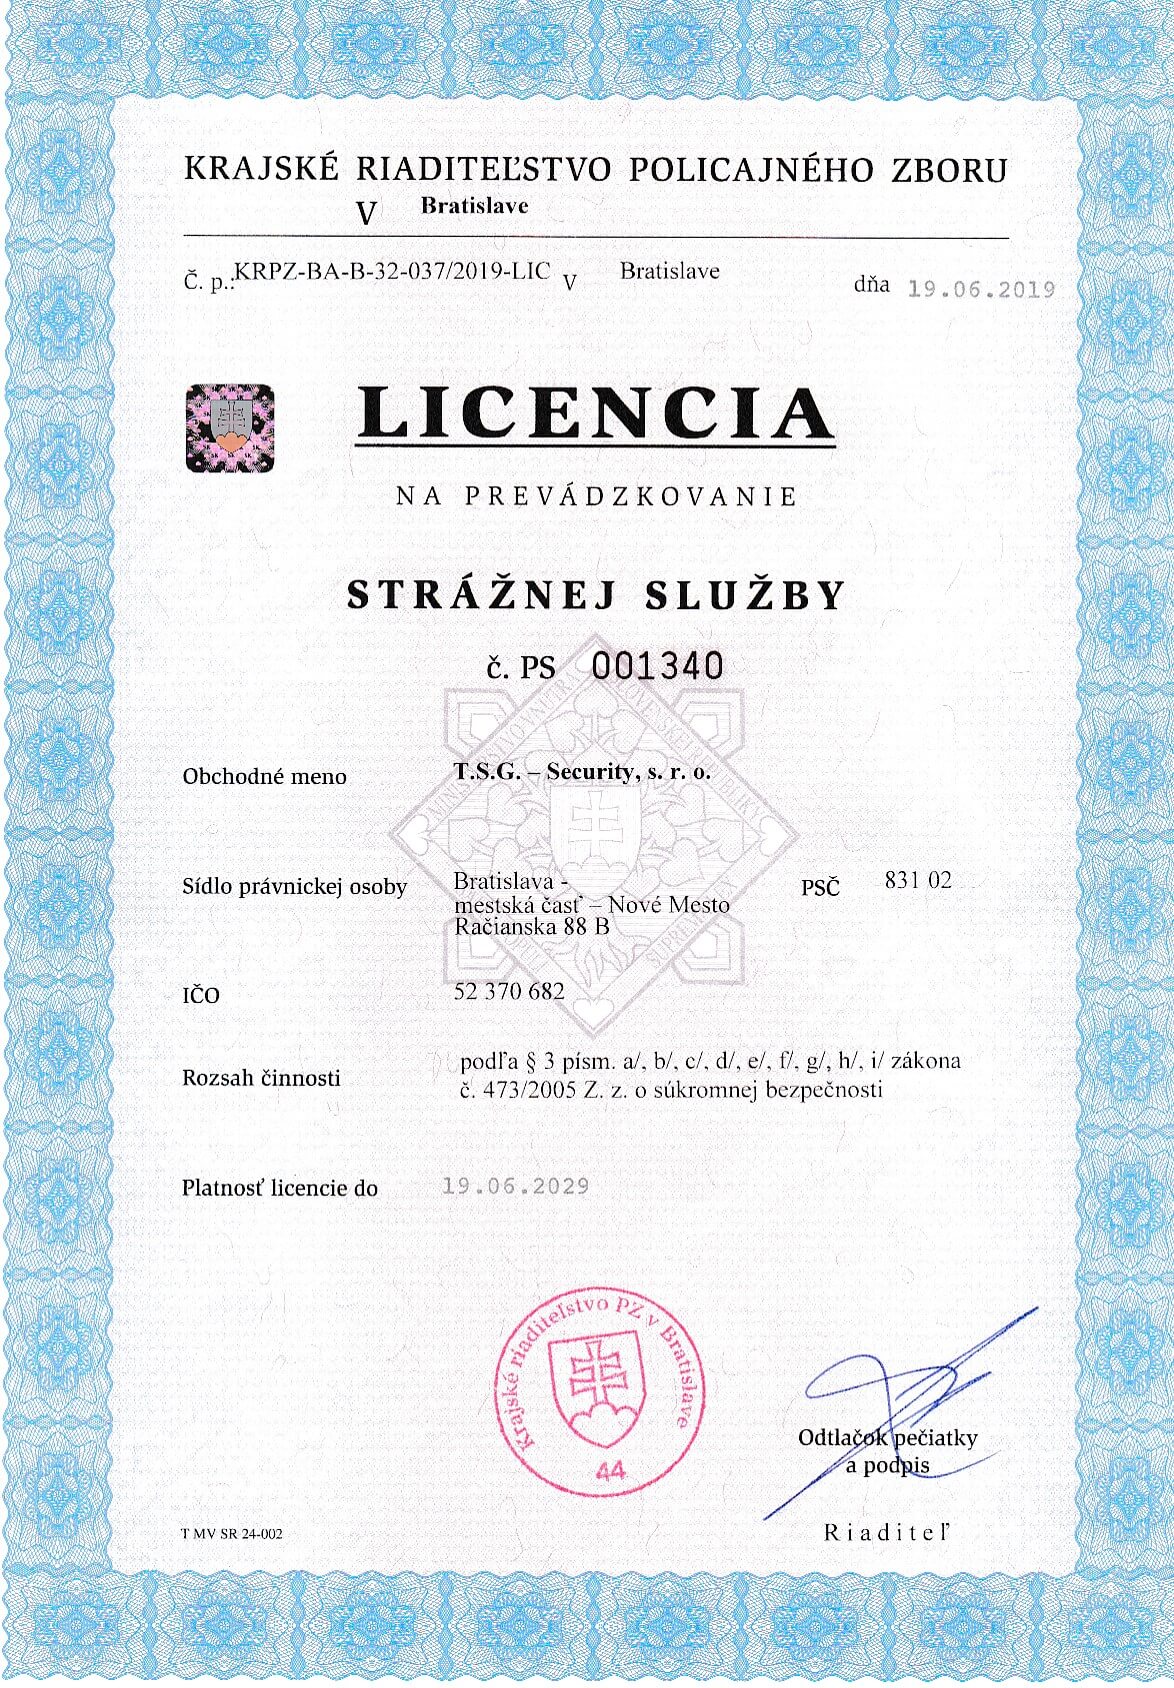 KRAJSKÉ RIADITEĽSTVO POLICAJNÉHO ZBORU
V Bratislave
Č. p.: KRPZ-BA-B-32-037/2019-LIC V Bratislave dňa 19.06.2019
LICENCIA
NA PREVÁDZKOVANIE
STRÁŽNEJ SLUŽBY
č. PS 001340
Obchodné meno T.S.G. – Security, s. r. o.
Sídlo právnickej osoby Bratislava - PSČ 831 02
mestská časť – Nové Mesto
Račianska 88 B
IČO 52 370 682
Rozsah činnosti podľa § 3 písm. a/, b/, c/, d/, e/, f/, g/, h/, i/ zákona
č. 473/2005 Z. z. o súkromnej bezpečnosti
Platnosť licencie do 19.06.2029
Krajské riaditeľstvo PZ v Bratislave
44
Odtlačok pečiatky
a podpis
Riaditeľ
T MV SR 24-002